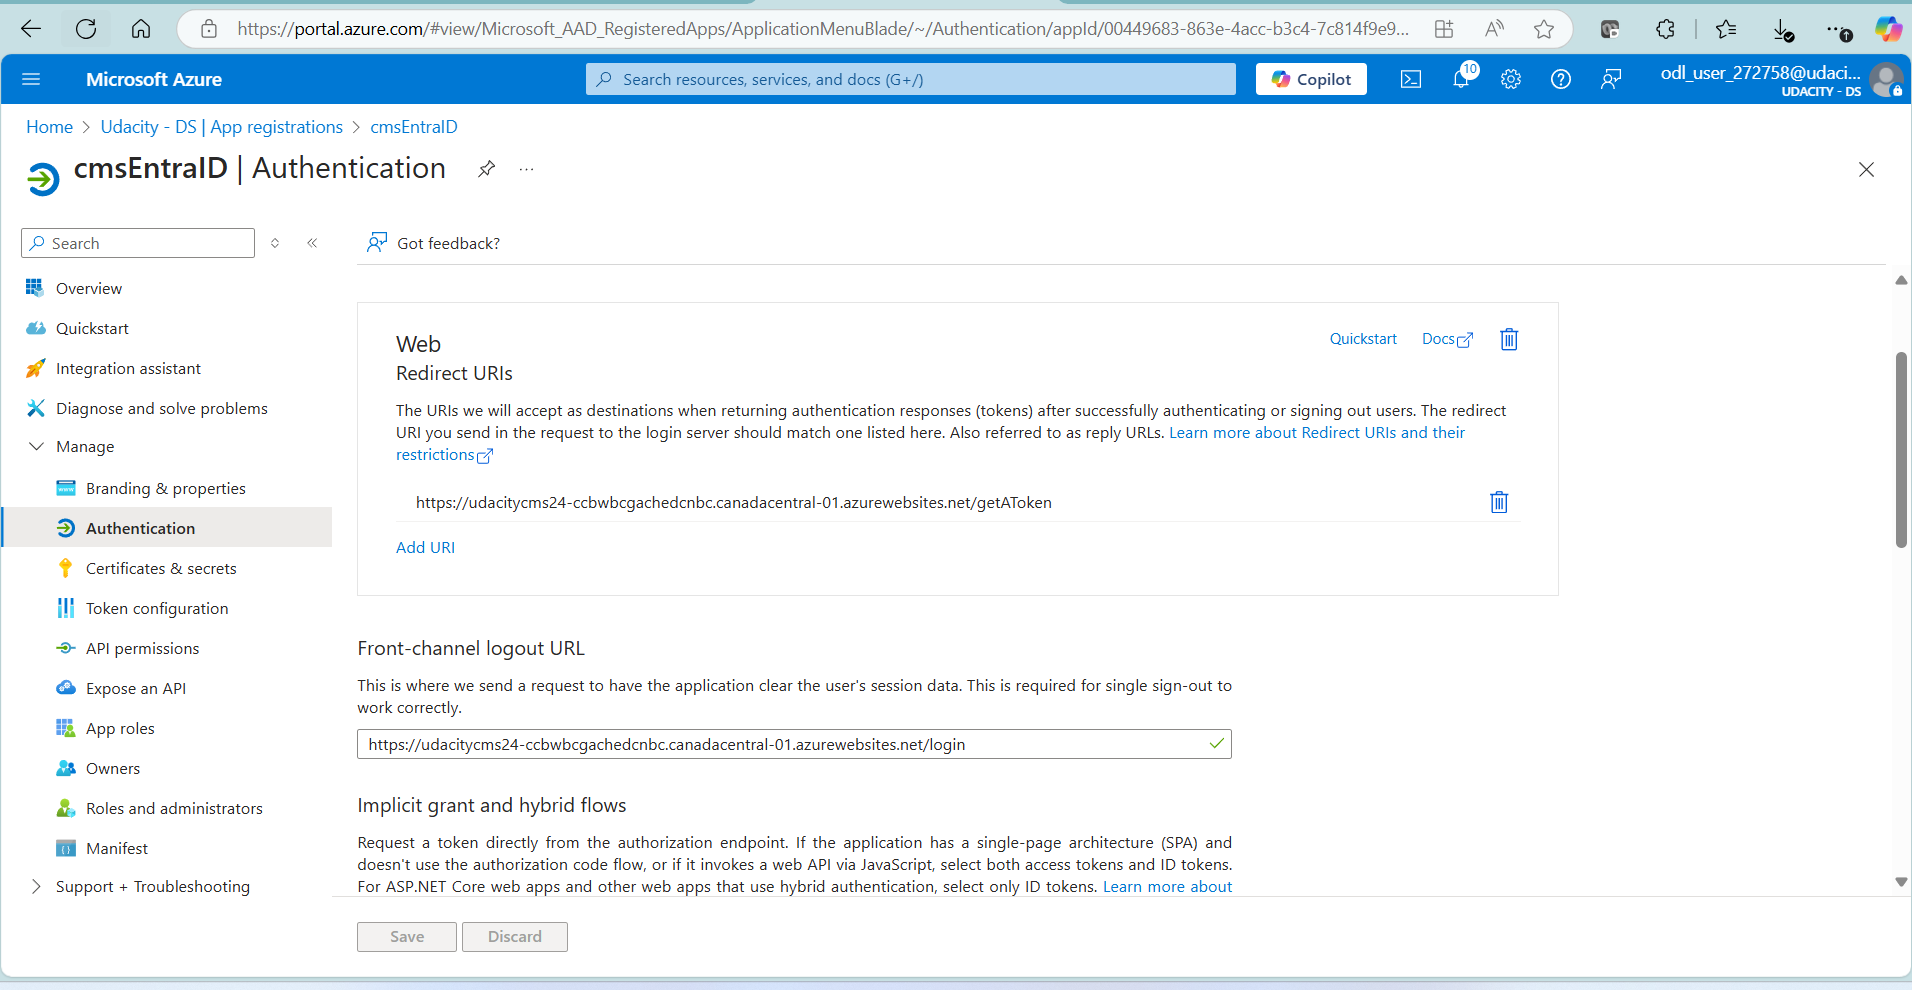 https://portal.azure.com/#view/Microsoft_AAD_RegisteredApps/ApplicationMenuBlade/~/Authentication/appId/00449683-863e-4acc-b3c4-7c814f9e9...
Microsoft Azure
Search resources, services, and docs (G+/)
Copilot
10
odl_user_272758@udaci...
UDACITY - DS
Home > Udacity - DS | App registrations > cmsEntraID
cmsEntraID | Authentication
Search
Got feedback?
Overview
Quickstart
Integration assistant
Diagnose and solve problems
Manage
Branding & properties
Authentication
Certificates & secrets
Token configuration
API permissions
Expose an API
App roles
Owners
Roles and administrators
Manifest
Support + Troubleshooting
Web
Quickstart
Docs
Redirect URIs
The URIs we will accept as destinations when returning authentication responses (tokens) after successfully authenticating or signing out users. The redirect
URI you send in the request to the login server should match one listed here. Also referred to as reply URLs. Learn more about Redirect URIs and their
restrictions
https://udacitycms24-ccbwbcgachedcnbc.canadacentral-01.azurewebsites.net/getAToken
Add URI
Front-channel logout URL
This is where we send a request to have the application clear the user's session data. This is required for single sign-out to
work correctly.
https://udacitycms24-ccbwbcgachedcnbc.canadacentral-01.azurewebsites.net/login
Implicit grant and hybrid flows
Request a token directly from the authorization endpoint. If the application has a single-page architecture (SPA) and
doesn't use the authorization code flow, or if it invokes a web API via JavaScript, select both access tokens and ID tokens.
For ASP.NET Core web apps and other web apps that use hybrid authentication, select only ID tokens. Learn more about
Save
Discard